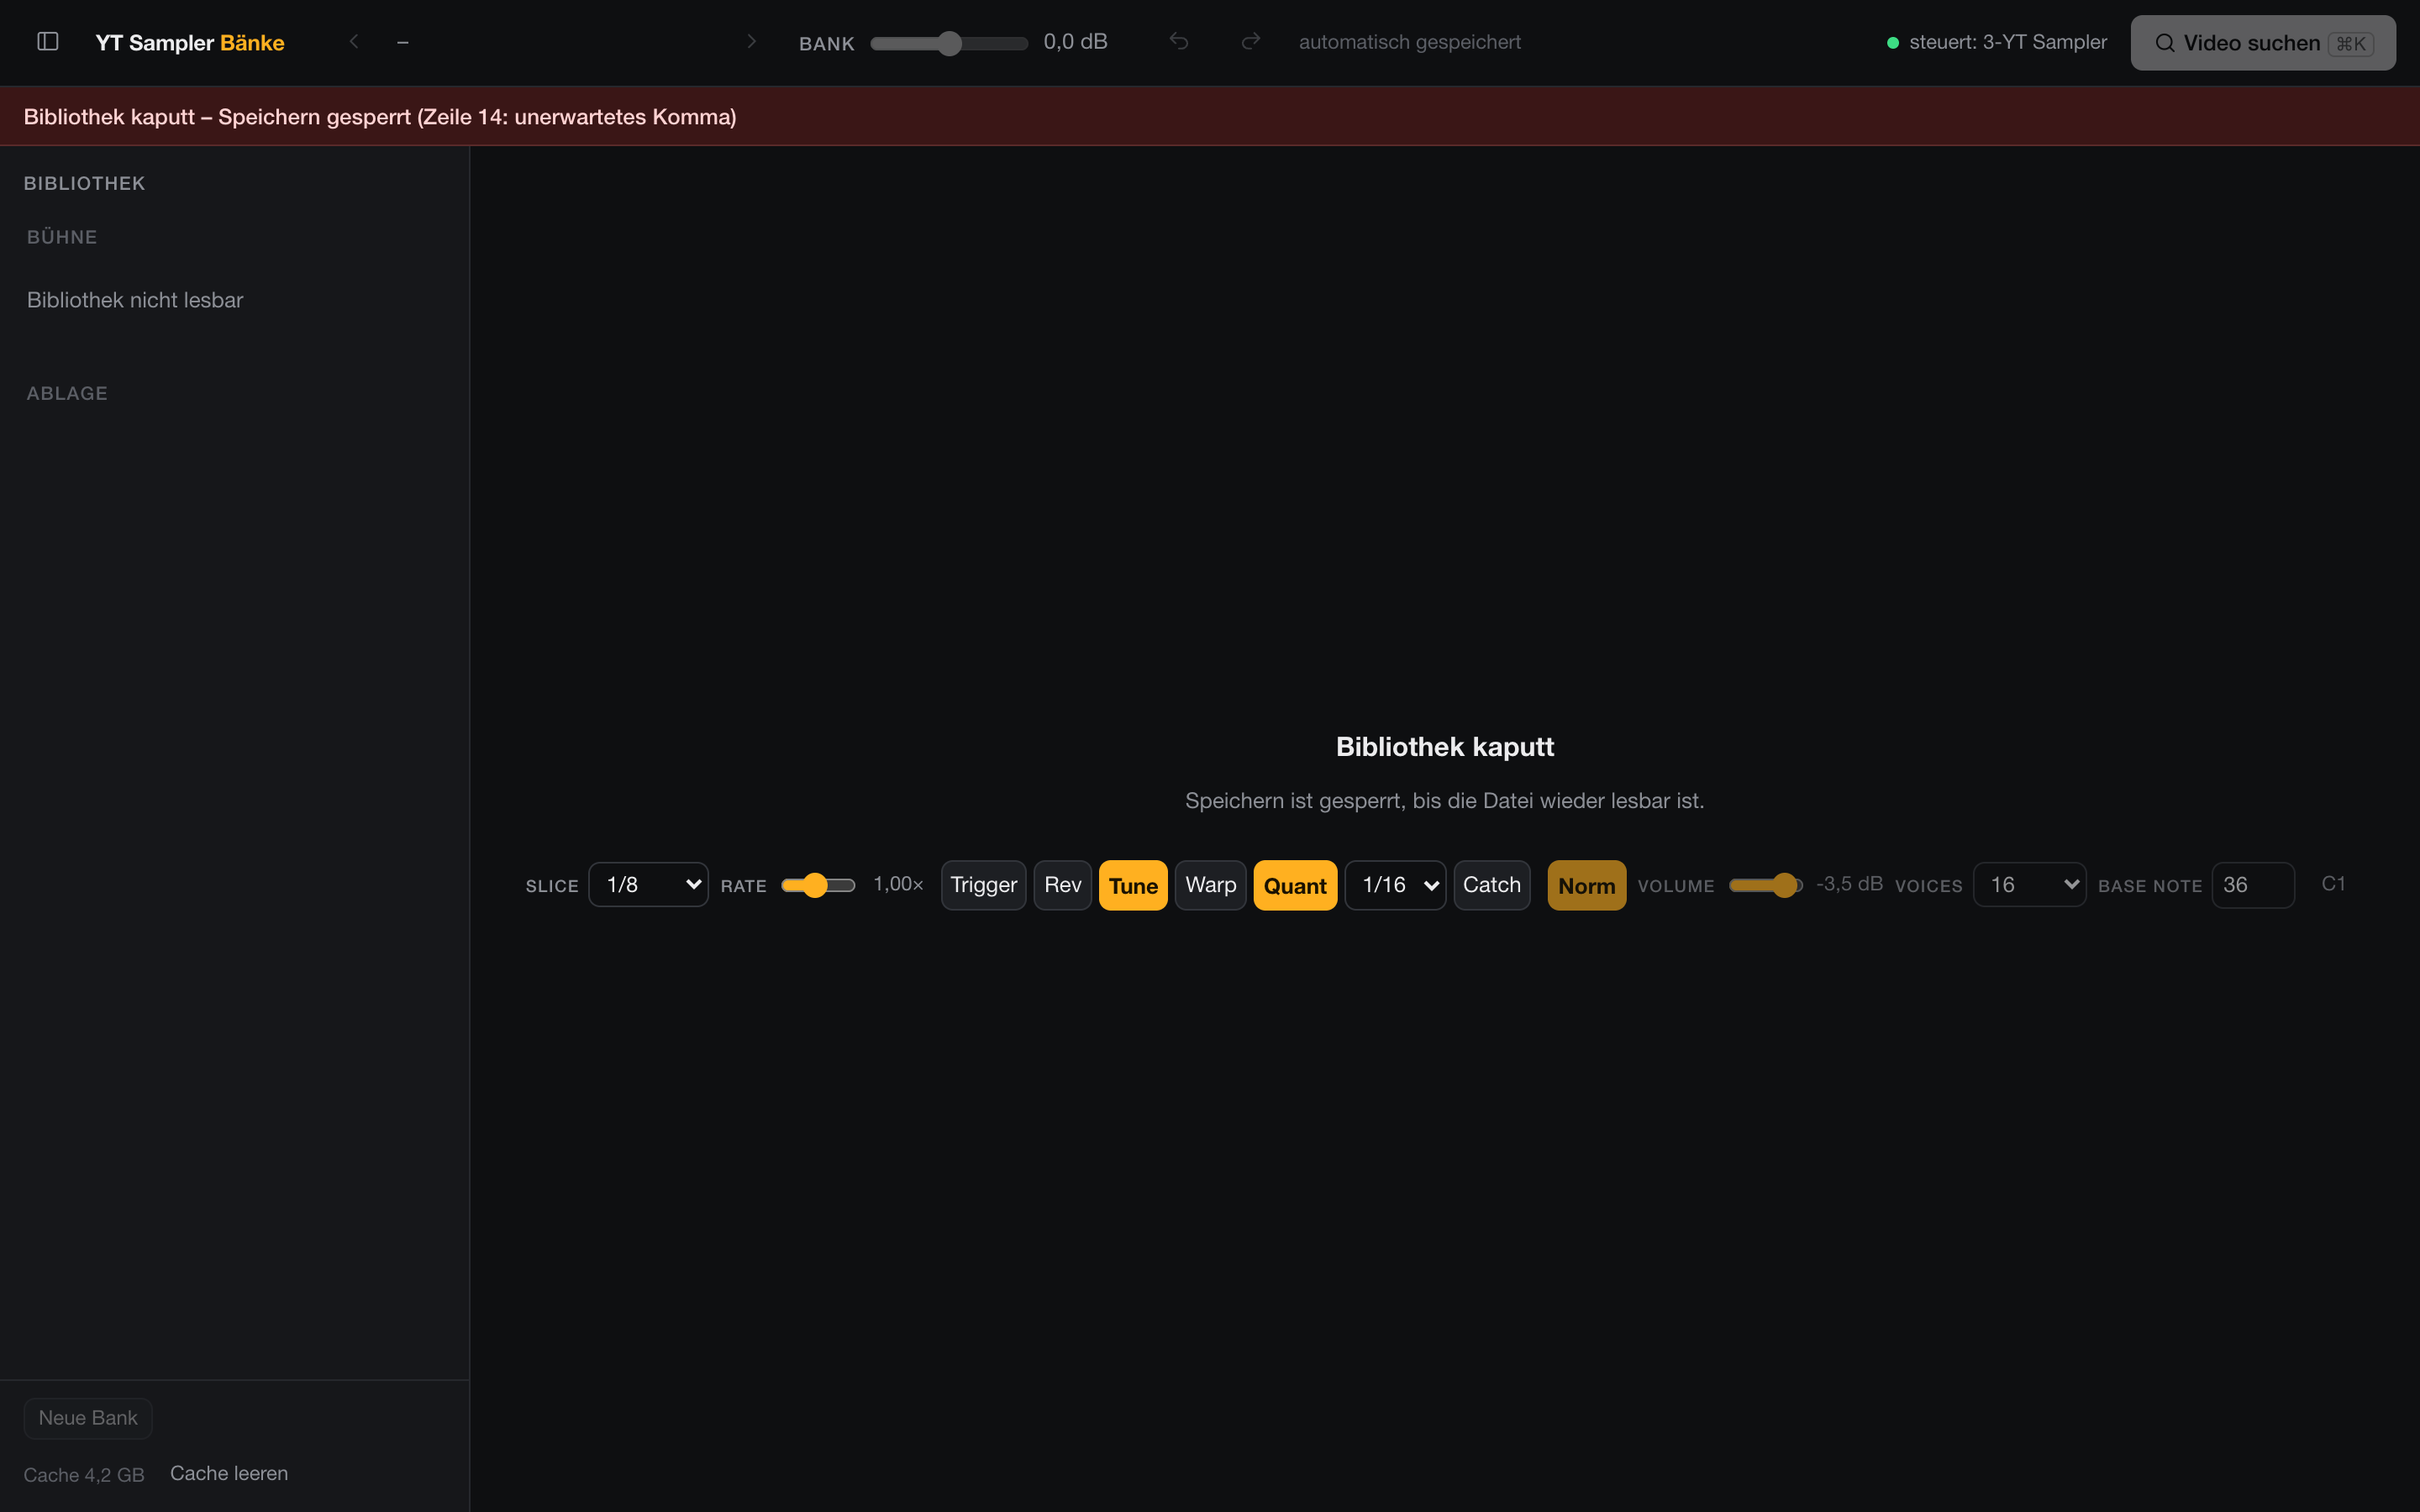 YT Sampler Bänke
–
BANK 0,0 dB automatisch gespeichert
steuert: 3-YT Sampler
Video suchen ⌘K
Bibliothek kaputt – Speichern gesperrt (Zeile 14: unerwartetes Komma)
BIBLIOTHEK
BÜHNE
Bibliothek nicht lesbar
ABLAGE
Bibliothek kaputt
Speichern ist gesperrt, bis die Datei wieder lesbar ist.
SLICE 1/8 RATE 1,00× Trigger Rev Tune Warp Quant 1/16 Catch Norm VOLUME -3,5 dB VOICES 16 BASE NOTE 36 C1
Neue Bank
Cache 4,2 GB Cache leeren